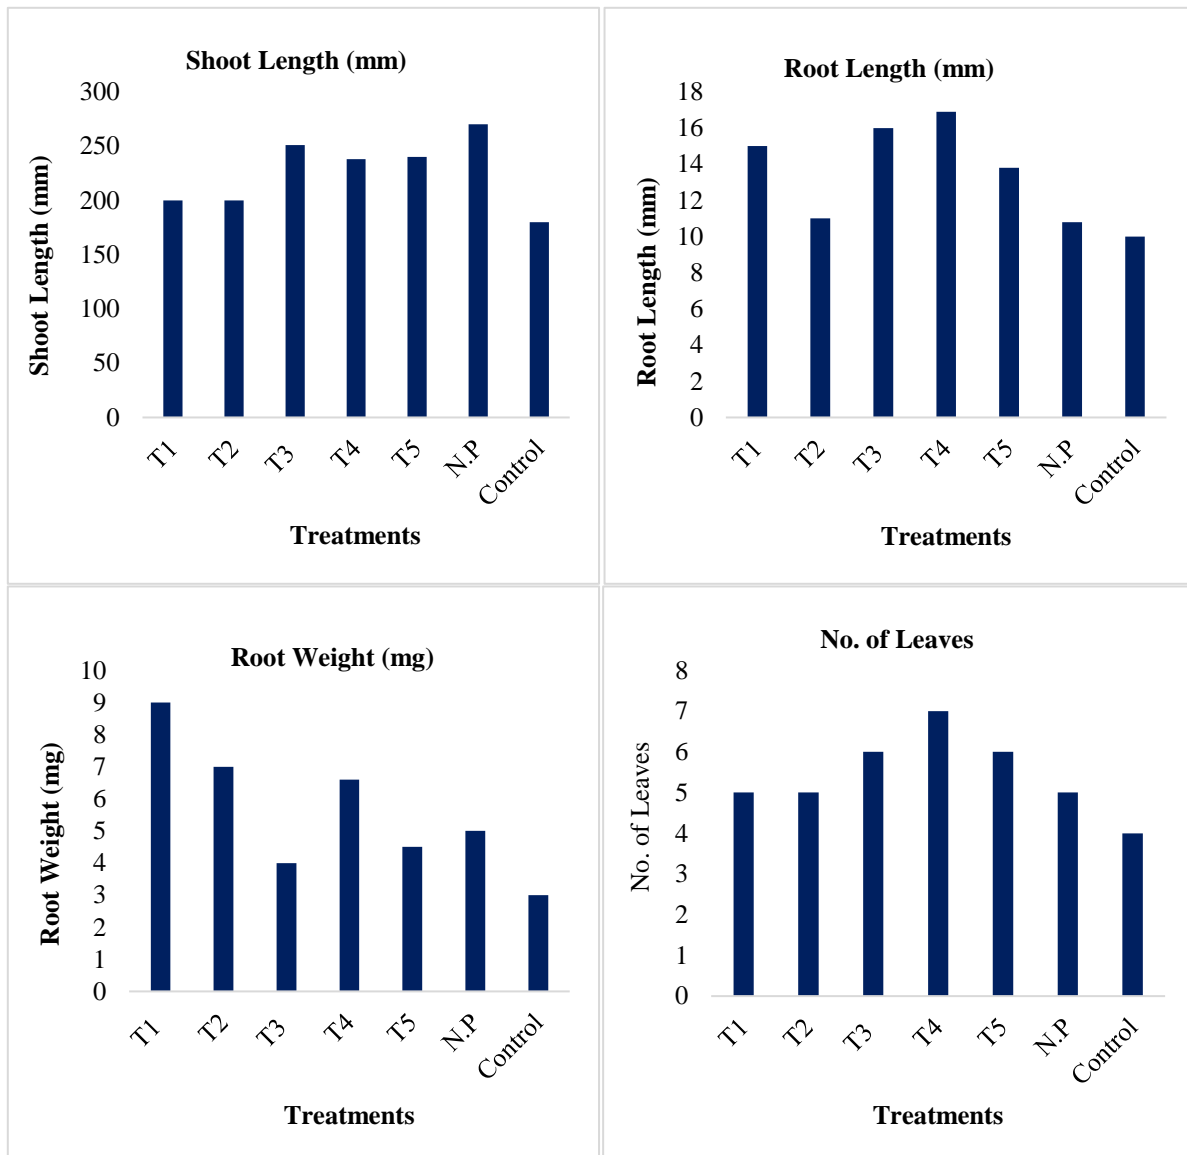 Shoot Length (mm)
Shoot Length (mm)
300
250
200
150
100
50
0
T1 T2 T3 T4 T5 N.P Control
Treatments
Root Length (mm)
Root Length (mm)
18
16
14
12
10
8
6
4
2
0
T1 T2 T3 T4 T5 N.P Control
Treatments
Root Weight (mg)
Root Weight (mg)
10
9
8
7
6
5
4
3
2
1
0
T1 T2 T3 T4 T5 N.P Control
Treatments
No. of Leaves
No. of Leaves
8
7
6
5
4
3
2
1
0
T1 T2 T3 T4 T5 N.P Control
Treatments